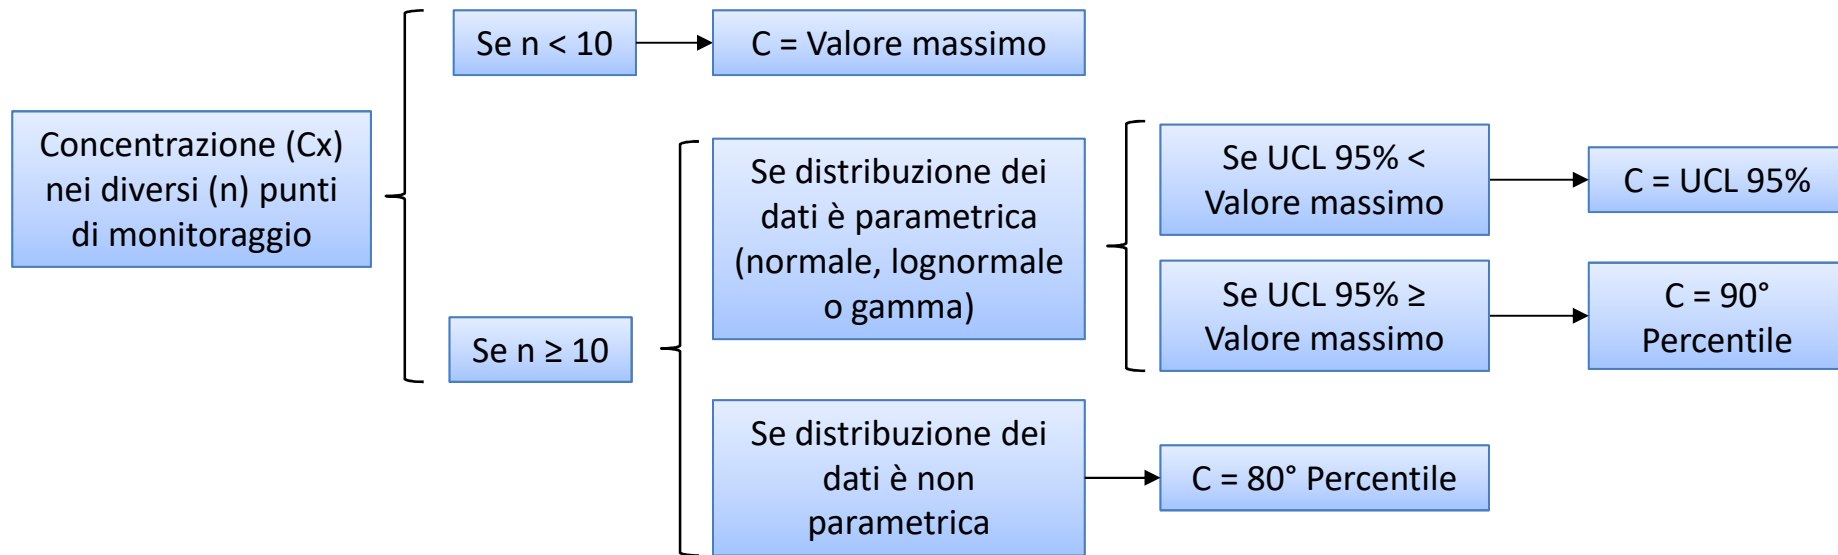 Concentrazione (Cx)
nei diversi (n) punti
di monitoraggio
Se n < 10
C = Valore massimo
Se n ≥ 10
Se distribuzione dei
dati è parametrica
(normale, lognormale
o gamma)
Se UCL 95% <
Valore massimo
C = UCL 95%
Se UCL 95% ≥
Valore massimo
C = 90°
Percentile
Se distribuzione dei
dati è non
parametrica
C = 80° Percentile